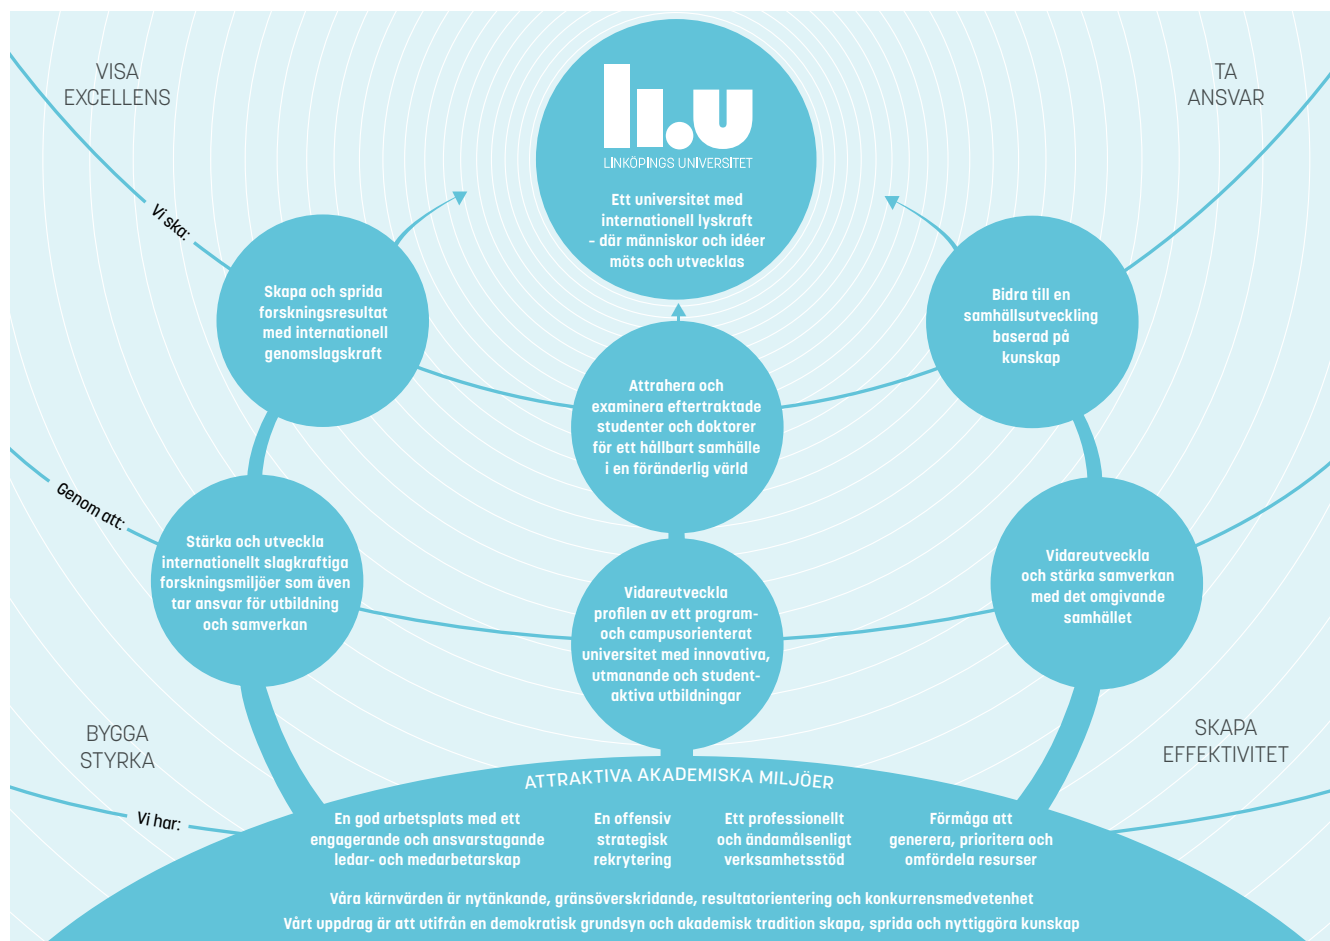 VISA
EXCELLENS
TA
ANSVAR
li.u
LINKÖPINGS UNIVERSITET
Ett universitet med
internationell lyskraft
– där människor och idéer
möts och utvecklas
Vi ska:
Skapa och sprida
forskningsresultat
med internationell
genomslagskraft
Attrahera och
examinera eftertraktade
studenter och doktorer
för ett hållbart samhälle
i en föränderlig värld
Bidra till en
samhällsutveckling
baserad på
kunskap
Genom att:
Stärka och utveckla
internationellt slagkraftiga
forskningsmiljöer som även
tar ansvar för utbildning
och samverkan
Vidareutveckla
profilen av ett program-
och campusorienterat
universitet med innovativa,
utmanande och student-
aktiva utbildningar
Vidareutveckla
och stärka samverkan
med det omgivande
samhället
BYGGA
STYRKA
SKAPA
EFFEKTIVITET
Vi har:
ATTRAKTIVA AKADEMISKA MILJÖER
En god arbetsplats med ett
engagerande och ansvarstagande
ledar- och medarbetarskap
En offensiv
strategisk
rekrytering
Ett professionellt
och ändamålsenligt
verksamhetsstöd
Förmåga att
generera, prioritera och
omfördela resurser
Våra kärnvärden är nytänkande, gränsöverskridande, resultatorientering och konkurrensmedvetenhet
Vårt uppdrag är att utifrån en demokratisk grundsyn och akademisk tradition skapa, sprida och nyttiggöra kunskap